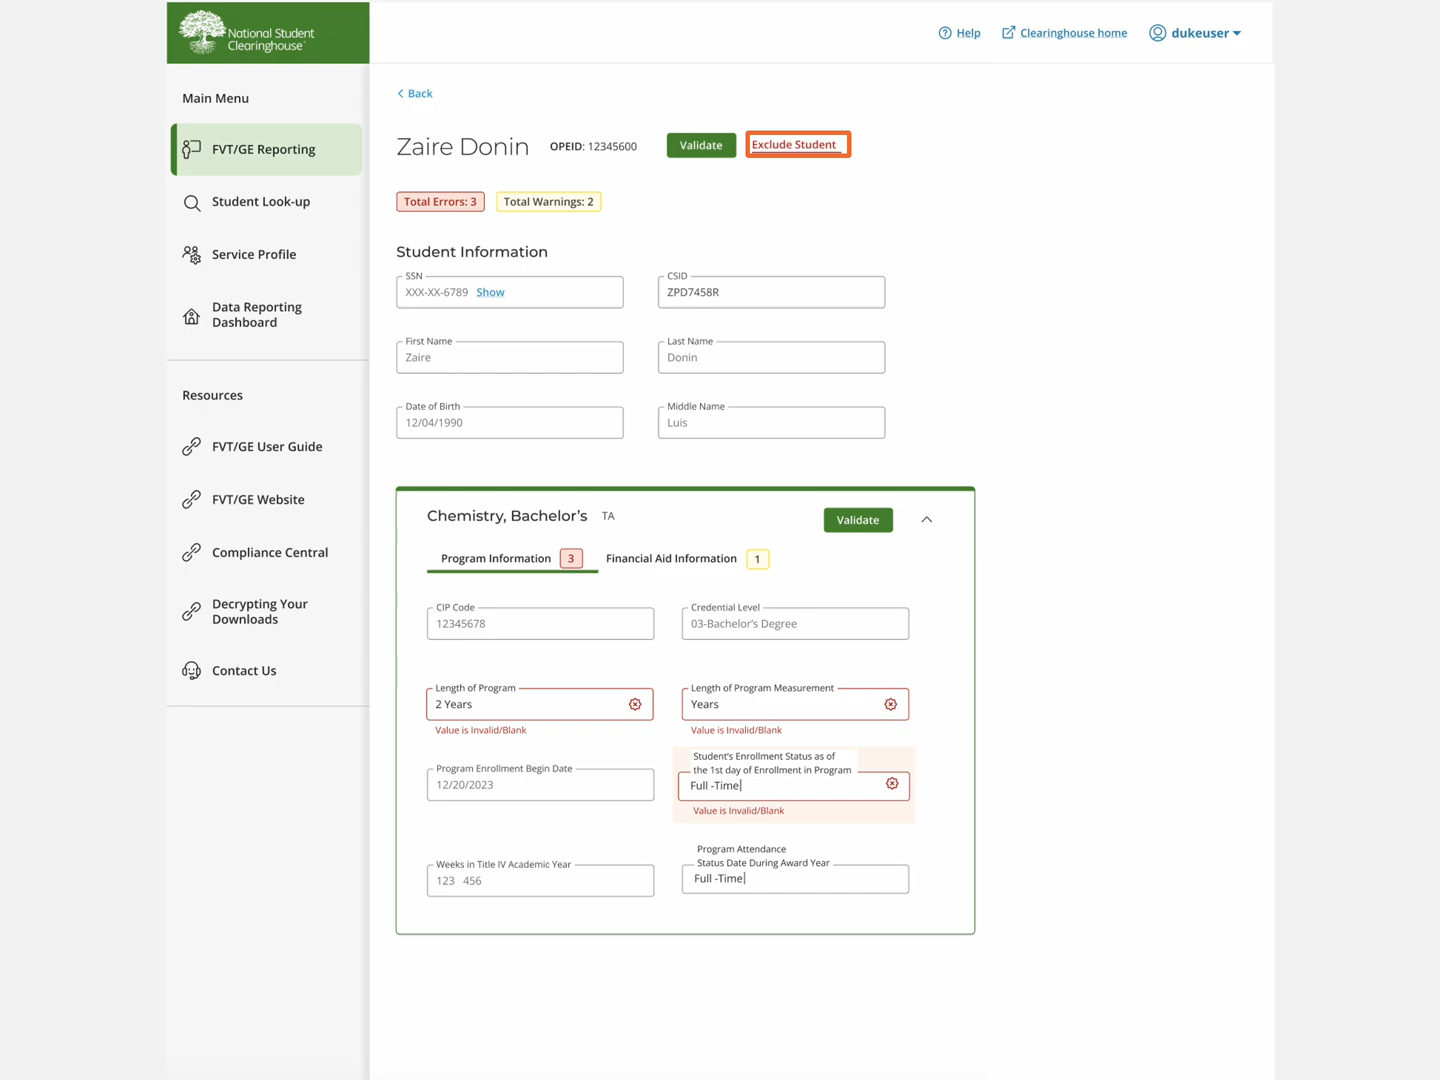 National Student
Clearinghouse
Help
Clearinghouse home
dukeuser
Main Menu
FVT/GE Reporting
Student Look-up
Service Profile
Data Reporting
Dashboard
Resources
FVT/GE User Guide
FVT/GE Website
Compliance Central
Decrypting Your
Downloads
Contact Us
Back
Zaire Donin
OPEID: 12345600
Validate
Exclude Student
Total Errors: 3
Total Warnings: 2
Student Information
SSN
XXX-XX-6789 Show
CSID
ZPD7458R
First Name
Zaire
Last Name
Donin
Date of Birth
12/04/1990
Middle Name
Luis
Chemistry, Bachelor's TA
Validate
Program Information 3
Financial Aid Information 1
CIP Code
12345678
Credential Level
03-Bachelor's Degree
Length of Program
2 Years
Value is Invalid/Blank
Length of Program Measurement
Years
Value is Invalid/Blank
Program Enrollment Begin Date
12/20/2023
Student's Enrollment Status as of
the 1st day of Enrollment in Program
Full -Time
Value is Invalid/Blank
Weeks in Title IV Academic Year
123 456
Program Attendance
Status Date During Award Year
Full -Time